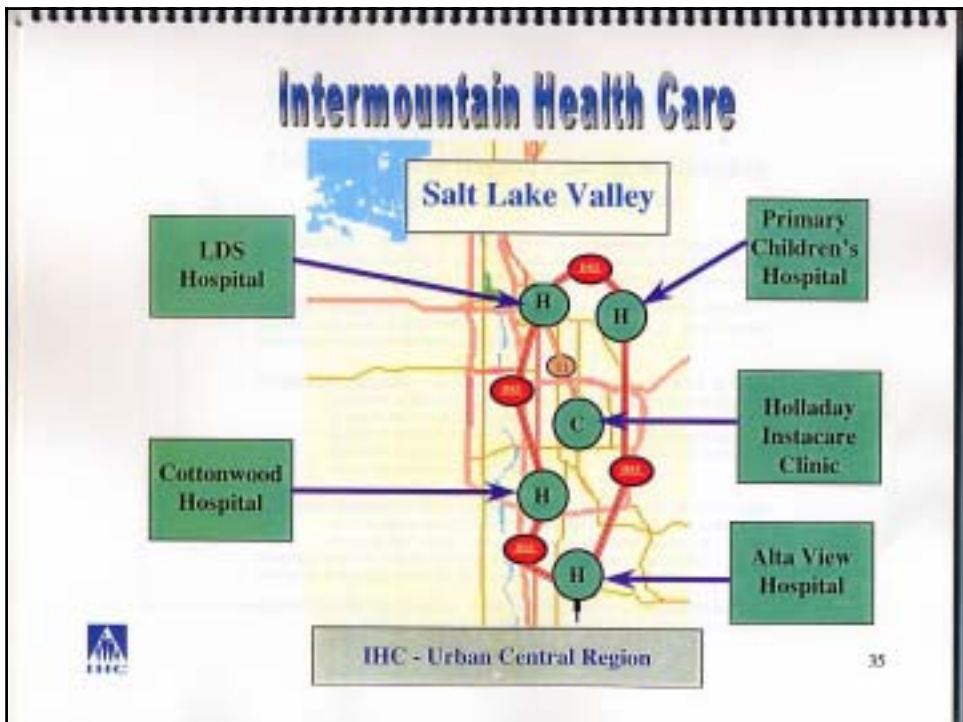 Intermountain Health Care
Salt Lake Valley
LDS
Hospital
Primary
Children's
Hospital
H
H
C
Holladay
Instacare
Clinic
Cottonwood
Hospital
H
H
Alta View
Hospital
IHC
IHC - Urban Central Region
35